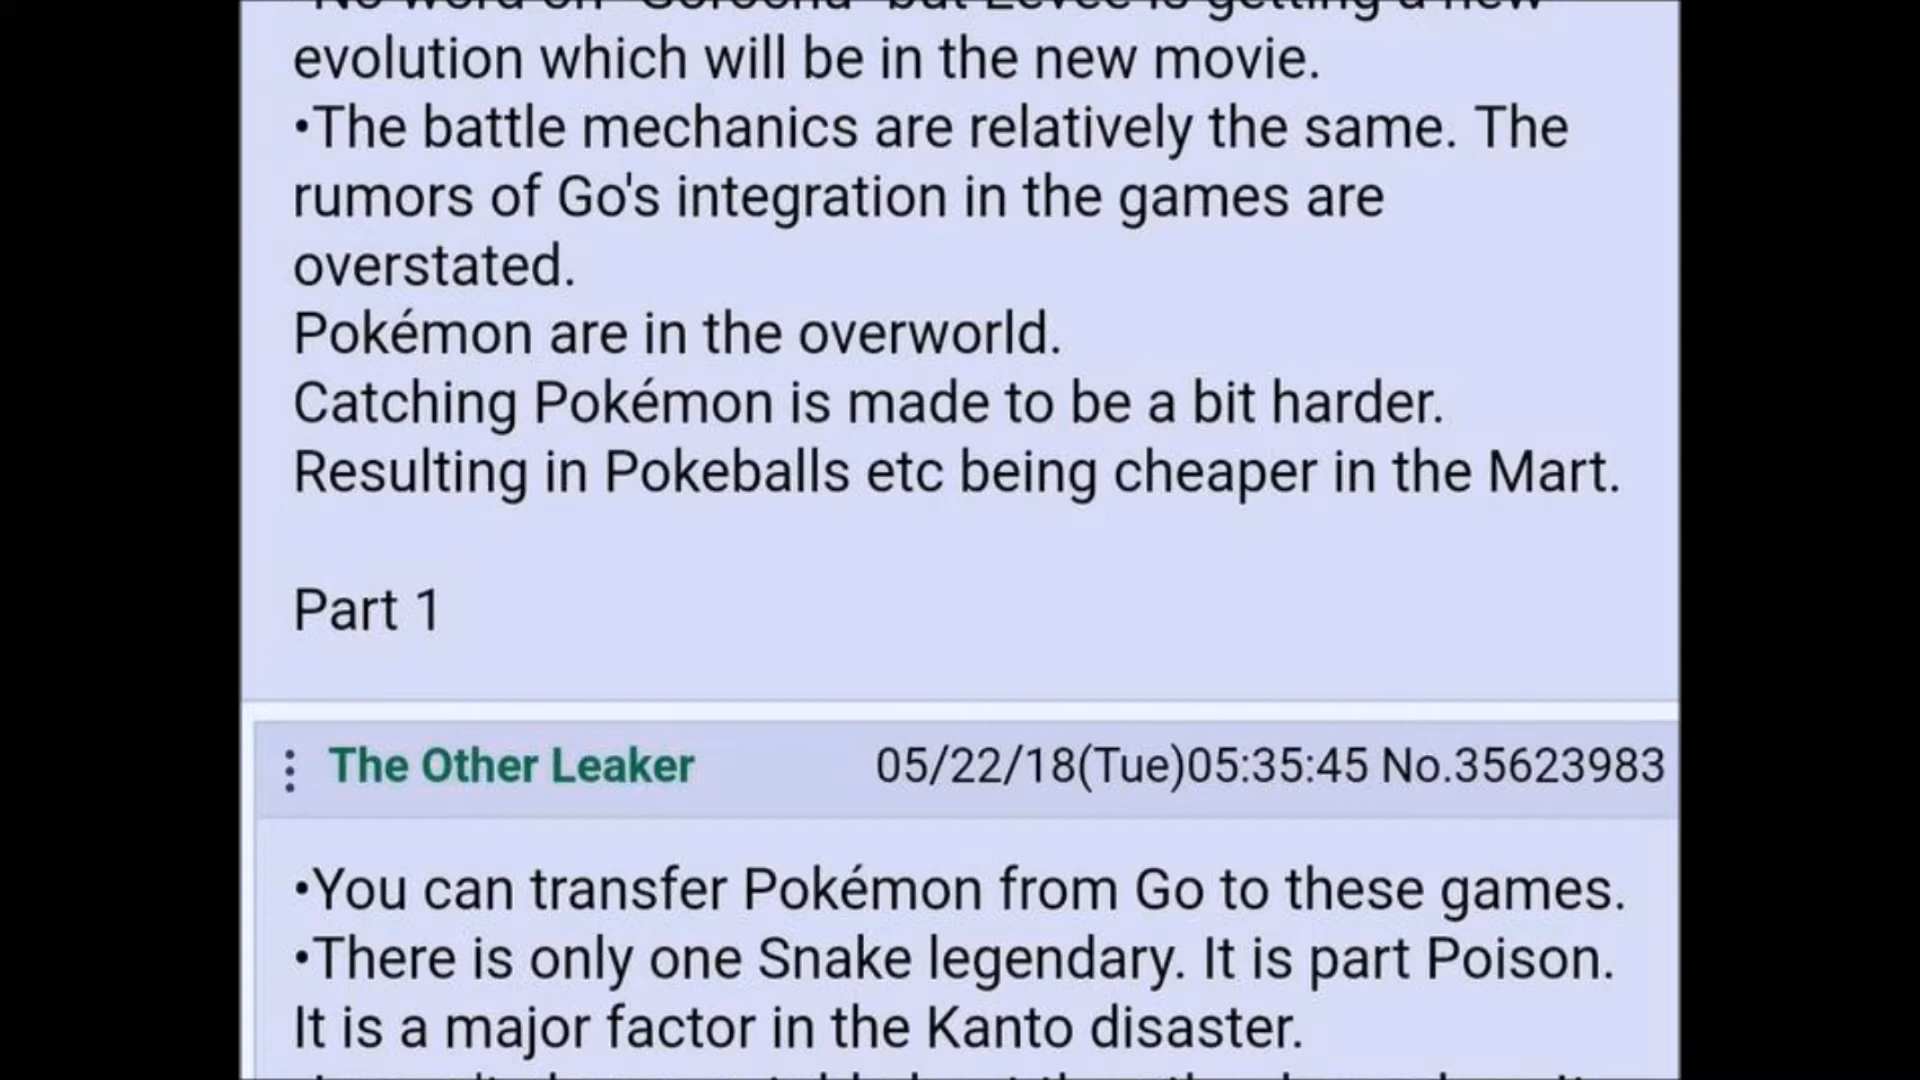 evolution which will be in the new movie.
•The battle mechanics are relatively the same. The
rumors of Go's integration in the games are
overstated.
Pokémon are in the overworld.
Catching Pokémon is made to be a bit harder.
Resulting in Pokeballs etc being cheaper in the Mart.
Part 1
The Other Leaker 05/22/18(Tue)05:35:45 No.35623983
•You can transfer Pokémon from Go to these games.
•There is only one Snake legendary. It is part Poison.
It is a major factor in the Kanto disaster.